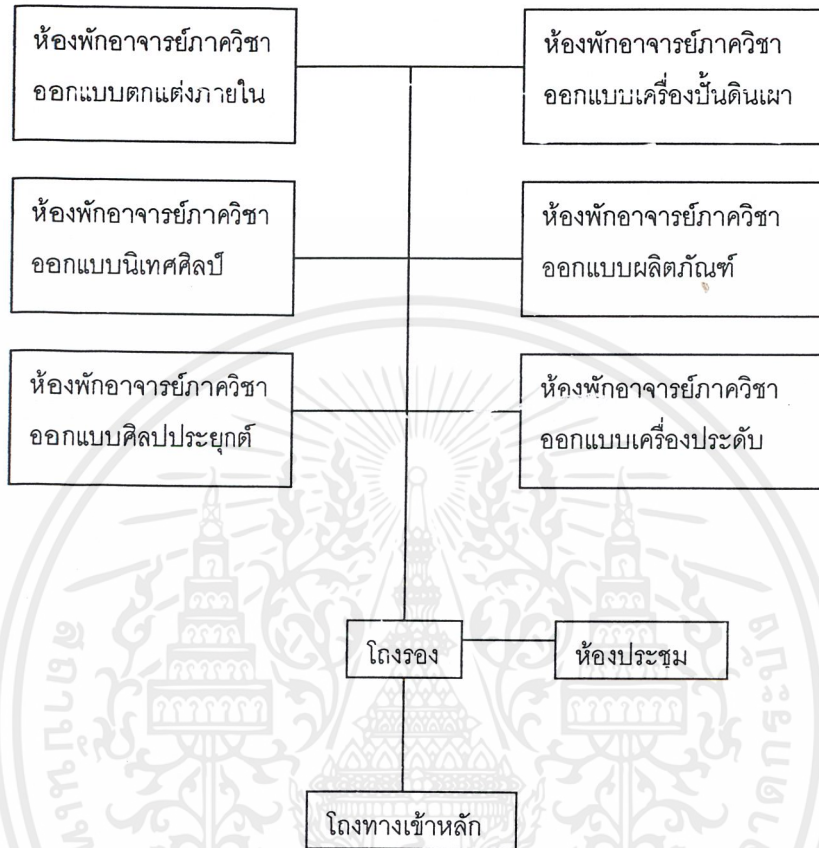 ห้องพักอาจารย์ภาควิชา
ออกแบบตกแต่งภายใน
ห้องพักอาจารย์ภาควิชา
ออกแบบเครื่องปั้นดินเผา
ห้องพักอาจารย์ภาควิชา
ออกแบบนิเทศศิลป์
ห้องพักอาจารย์ภาควิชา
ออกแบบผลิตภัณฑ์
ห้องพักอาจารย์ภาควิชา
ออกแบบศิลปประยุกต์
ห้องพักอาจารย์ภาควิชา
ออกแบบเครื่องประดับ
โถงรอง
ห้องประชุม
โถงทางเข้าหลัก